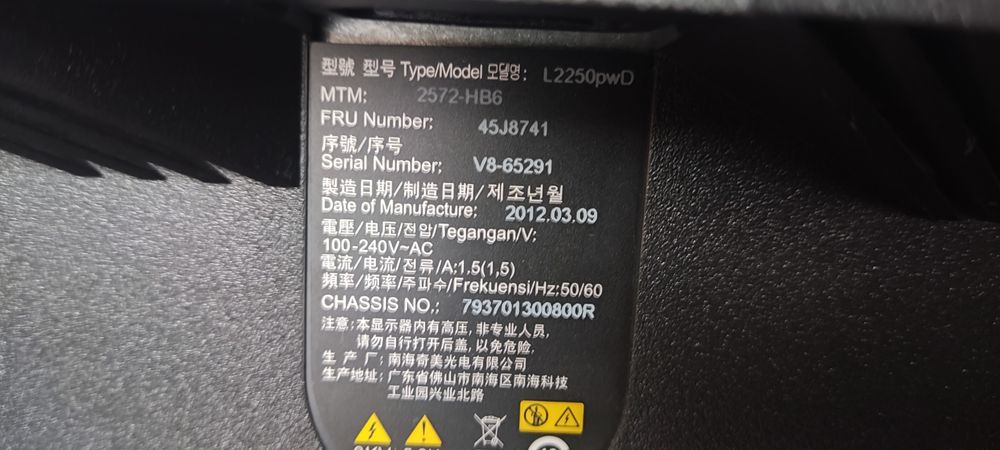 型號 型号 Type/Model 모델명: L2250pwD
MTM: 2572-HB6
FRU Number: 45J8741
序號/序号
Serial Number: V8-65291
製造日期/制造日期/제조년월
Date of Manufacture: 2012.03.09
電壓/电压/전압/Tegangan/V:
100-240V~AC
電流/电流/전류/A:1.5(1,5)
頻率/频率/주파수/Frekuensi/Hz:50/60
CHASSIS NO.: 793701300800R
注意:本显示器内有高压,非专业人员,
请勿自行打开后盖,以免危险.
生 产 厂:南海奇美光电有限公司
生产地址:广东省佛山市南海区南海科技
工业园兴业北路